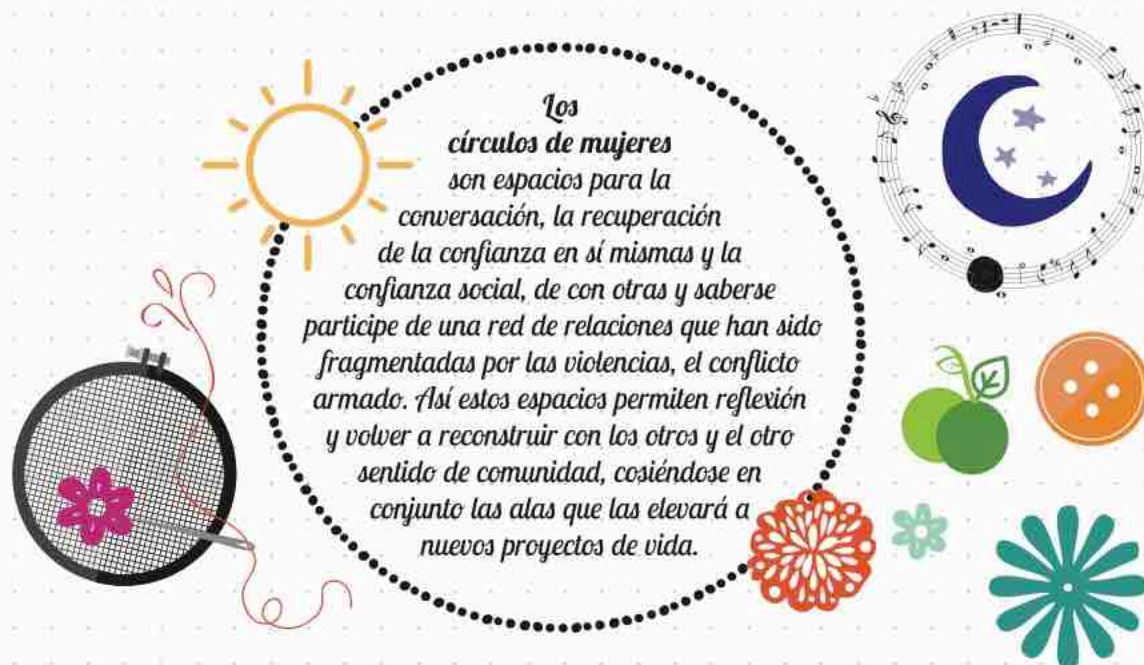 Los
círculos de mujeres
son espacios para la
conversación, la recuperación
de la confianza en sí mismas y la
confianza social, de con otras y saberse
participe de una red de relaciones que han sido
fragmentadas por las violencias, el conflicto
armado. Así estos espacios permiten reflexión
y volver a reconstruir con los otros y el otro
sentido de comunidad, cosiéndose en
conjunto las alas que las elevará a
nuevos proyectos de vida.